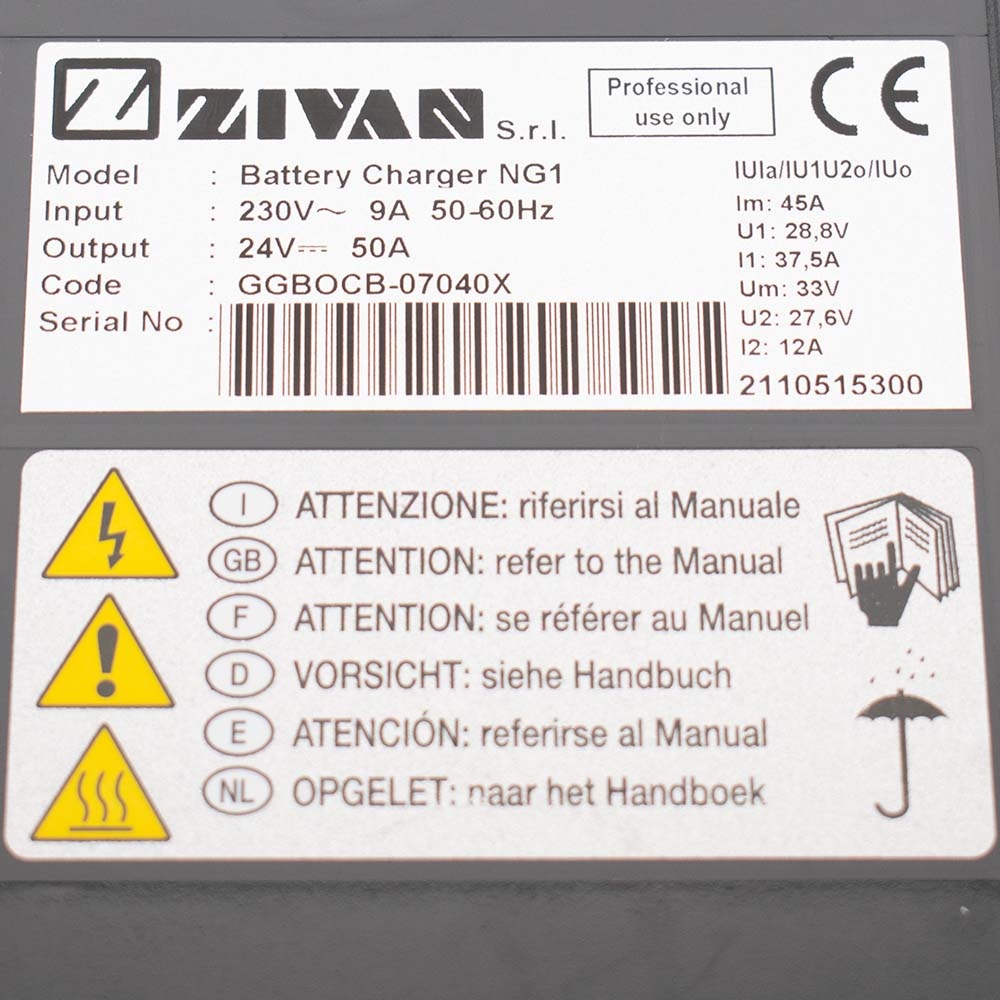 Z ZIVAN S.r.l.
Professional
use only
CE
Model : Battery Charger NG1
Input : 230V~ 9A 50-60Hz
Output : 24V⎓ 50A
Code : GGBOCB-07040X
Serial No :
IUIa/IU1U2o/IUo
Im: 45A
U1: 28,8V
I1: 37,5A
Um: 33V
U2: 27,6V
I2: 12A
2110515300
I ATTENZIONE: riferirsi al Manuale
GB ATTENTION: refer to the Manual
F ATTENTION: se référer au Manuel
D VORSICHT: siehe Handbuch
E ATENCIÓN: referirse al Manual
NL OPGELET: naar het Handboek